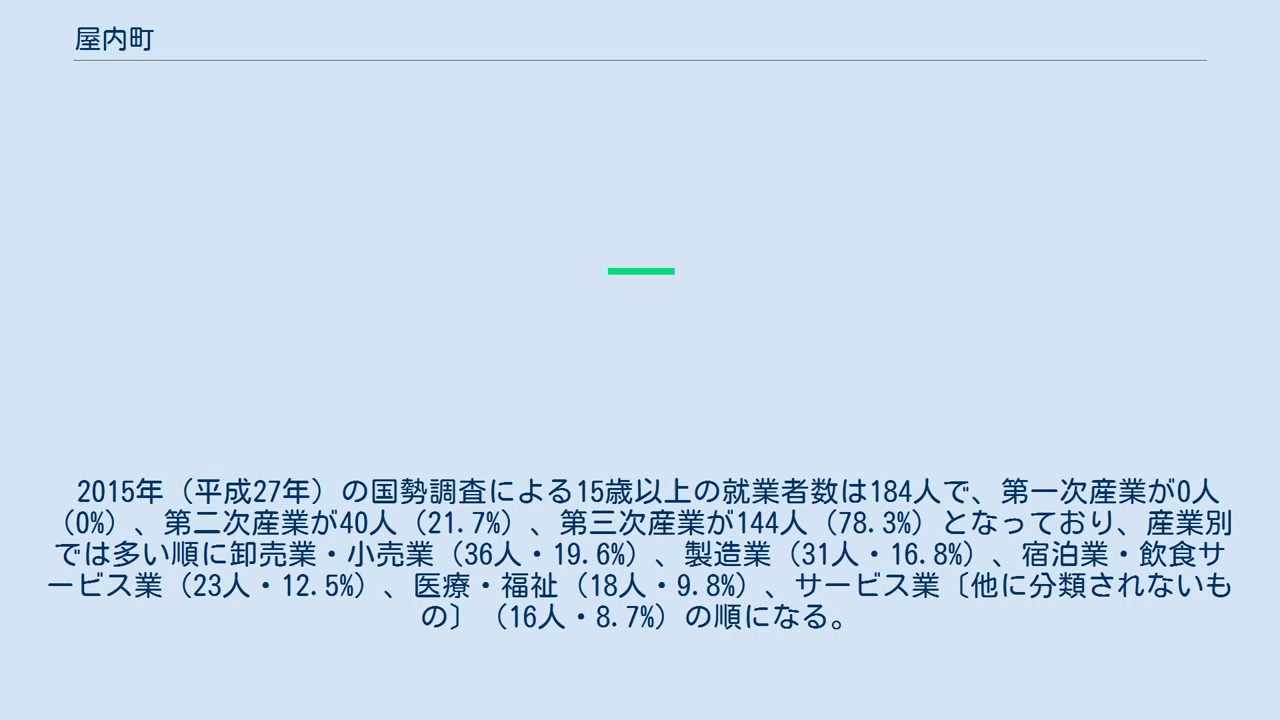 屋内町
2015年（平成27年）の国勢調査による15歳以上の就業者数は184人で、第一次産業が0人
（0%）、第二次産業が40人（21.7%）、第三次産業が144人（78.3%）となっており、産業別
では多い順に卸売業・小売業（36人・19.6%）、製造業（31人・16.8%）、宿泊業・飲食サ
ービス業（23人・12.5%）、医療・福祉（18人・9.8%）、サービス業〔他に分類されないも
の〕（16人・8.7%）の順になる。